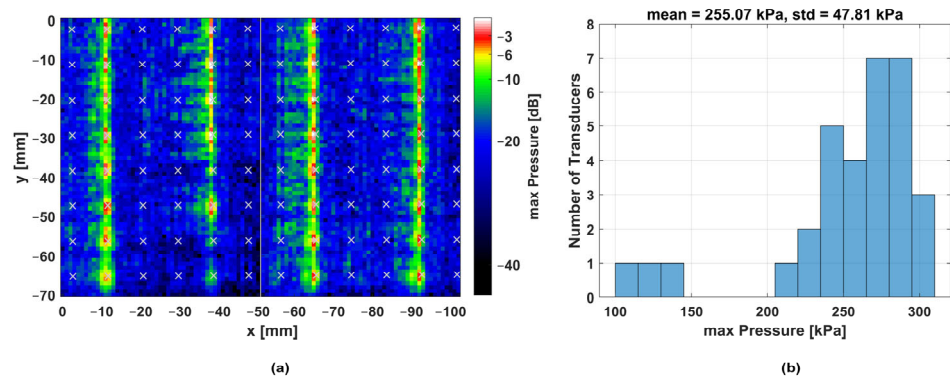 mean = 255.07 kPa, std = 47.81 kPa
0
−10
−20
−30
−40
−50
−60
−70
y [mm]
0 −10 −20 −30 −40 −50 −60 −70 −80 −90 −100
x [mm]
−3
−6
−10
−20
−40
max Pressure [dB]
(a)
8
7
6
5
4
3
2
1
0
Number of Transducers
100 150 200 250 300
max Pressure [kPa]
(b)